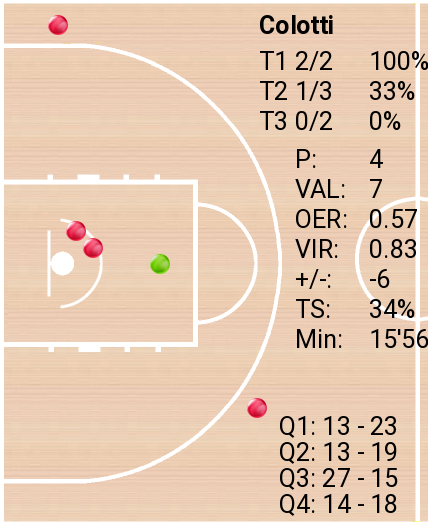 Colotti
T1 2/2 100%
T2 1/3 33%
T3 0/2 0%
P: 4
VAL: 7
OER: 0.57
VIR: 0.83
+/-: -6
TS: 34%
Min: 15'56
Q1: 13 - 23
Q2: 13 - 19
Q3: 27 - 15
Q4: 14 - 18